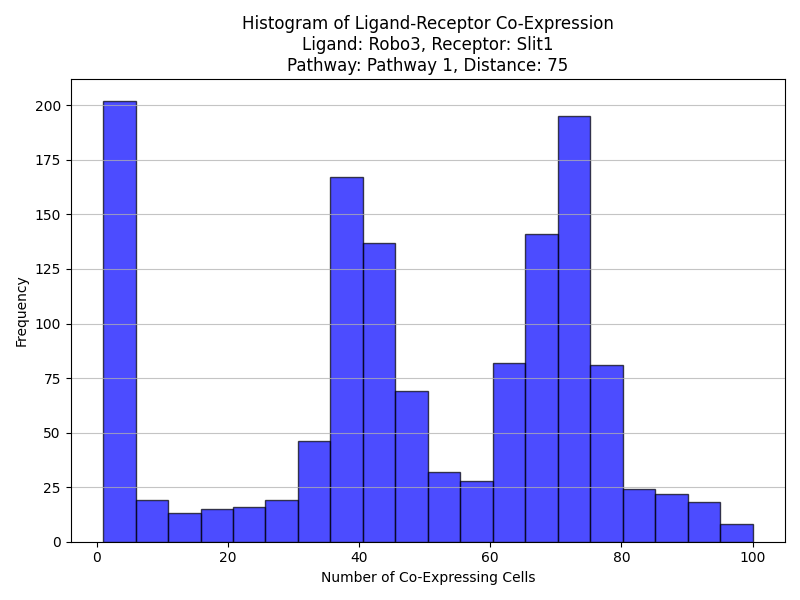 Histogram of Ligand-Receptor Co-Expression
Ligand: Robo3, Receptor: Slit1
Pathway: Pathway 1, Distance: 75
Frequency
200
175
150
125
100
75
50
25
0
0 20 40 60 80 100
Number of Co-Expressing Cells